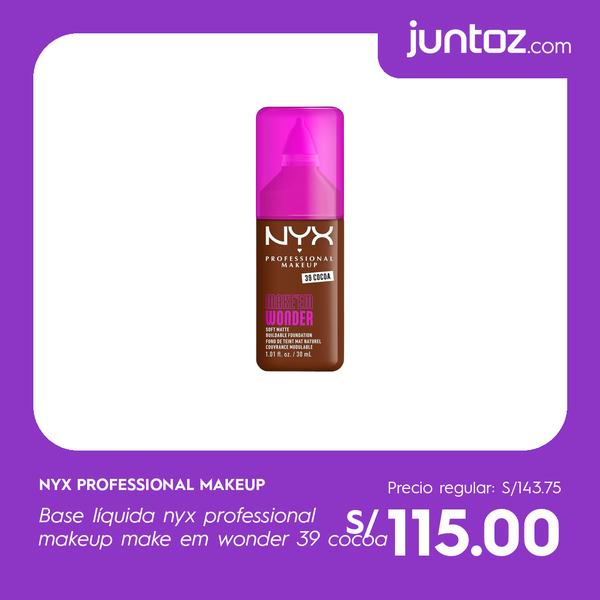 juntoz.com
NYX
PROFESSIONAL
MAKEUP
39 COCOA
MAKE'EM
WONDER
SOFT MATTE
BUILDABLE FOUNDATION
FOND DE TEINT MAT NATUREL
COUVRANCE MODULABLE
1.01 fl. oz. / 30 mL
NYX PROFESSIONAL MAKEUP
Base líquida nyx professional
makeup make em wonder 39 cocoa
Precio regular: S/143.75
S/115.00